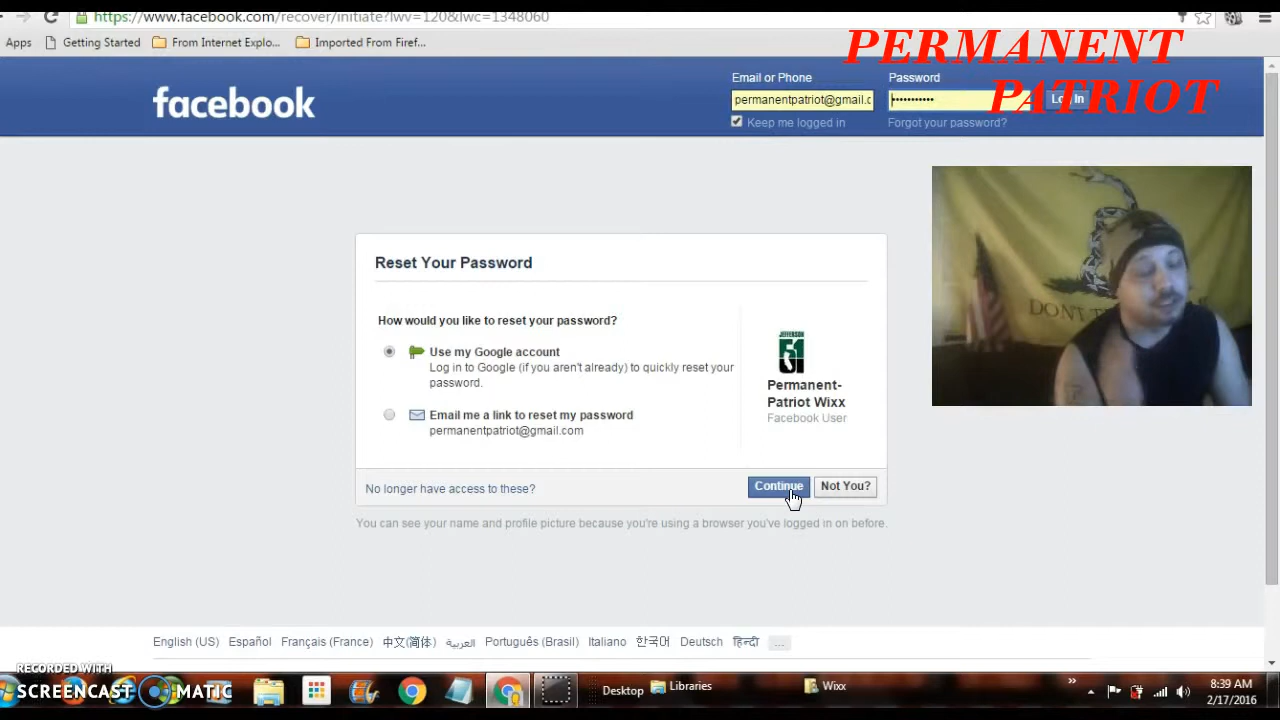 https://www.facebook.com/recover/initiate?lwv=120&lwc=1348060
Apps Getting Started From Internet Explo... Imported From Firef...
PERMANENT
PATRIOT
facebook
Email or Phone Password
permanentpatriot@gmail.c ••••••••••• Log In
Keep me logged in Forgot your password?
DON'T
Reset Your Password
How would you like to reset your password?
Use my Google account
Log in to Google (if you aren't already) to quickly reset your
password.
Email me a link to reset my password
permanentpatriot@gmail.com
JEFFERSON
51
Permanent-
Patriot Wixx
Facebook User
No longer have access to these? Continue Not You?
You can see your name and profile picture because you're using a browser you've logged in on before.
English (US) Español Français (France) 中文(简体) العربية Português (Brasil) Italiano 한국어 Deutsch हिन्दी ...
RECORDED WITH
SCREENCAST MATIC
Desktop Libraries Wixx
8:39 AM
2/17/2016